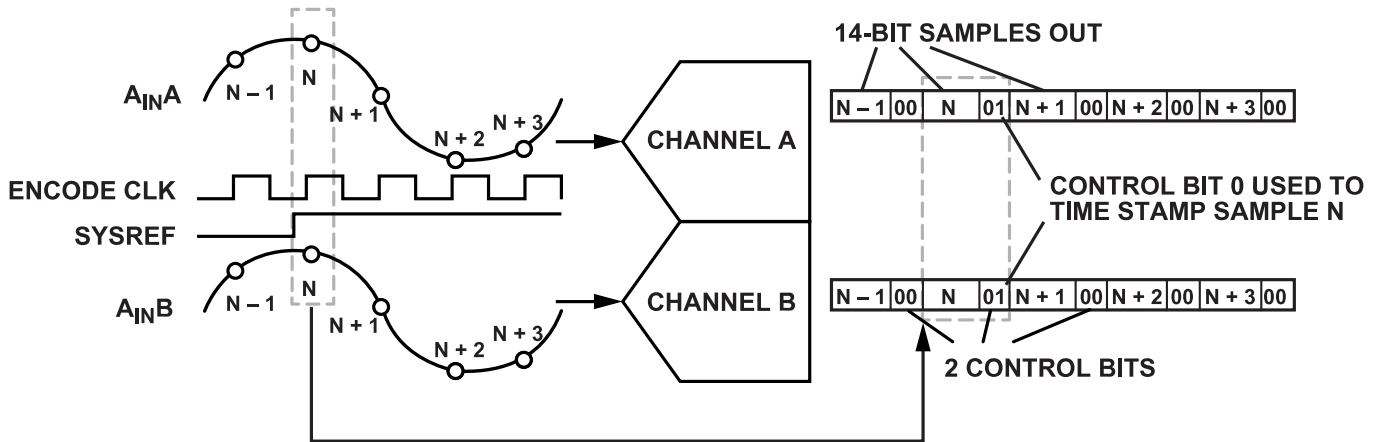 14-BIT SAMPLES OUT
AINA
N – 1
N
N + 1
N + 2
N + 3
CHANNEL A
N – 1 00 N 01 N + 1 00 N + 2 00 N + 3 00
ENCODE CLK
SYSREF
CONTROL BIT 0 USED TO
TIME STAMP SAMPLE N
AINB
N – 1
N
N + 1
N + 2
N + 3
CHANNEL B
N – 1 00 N 01 N + 1 00 N + 2 00 N + 3 00
2 CONTROL BITS